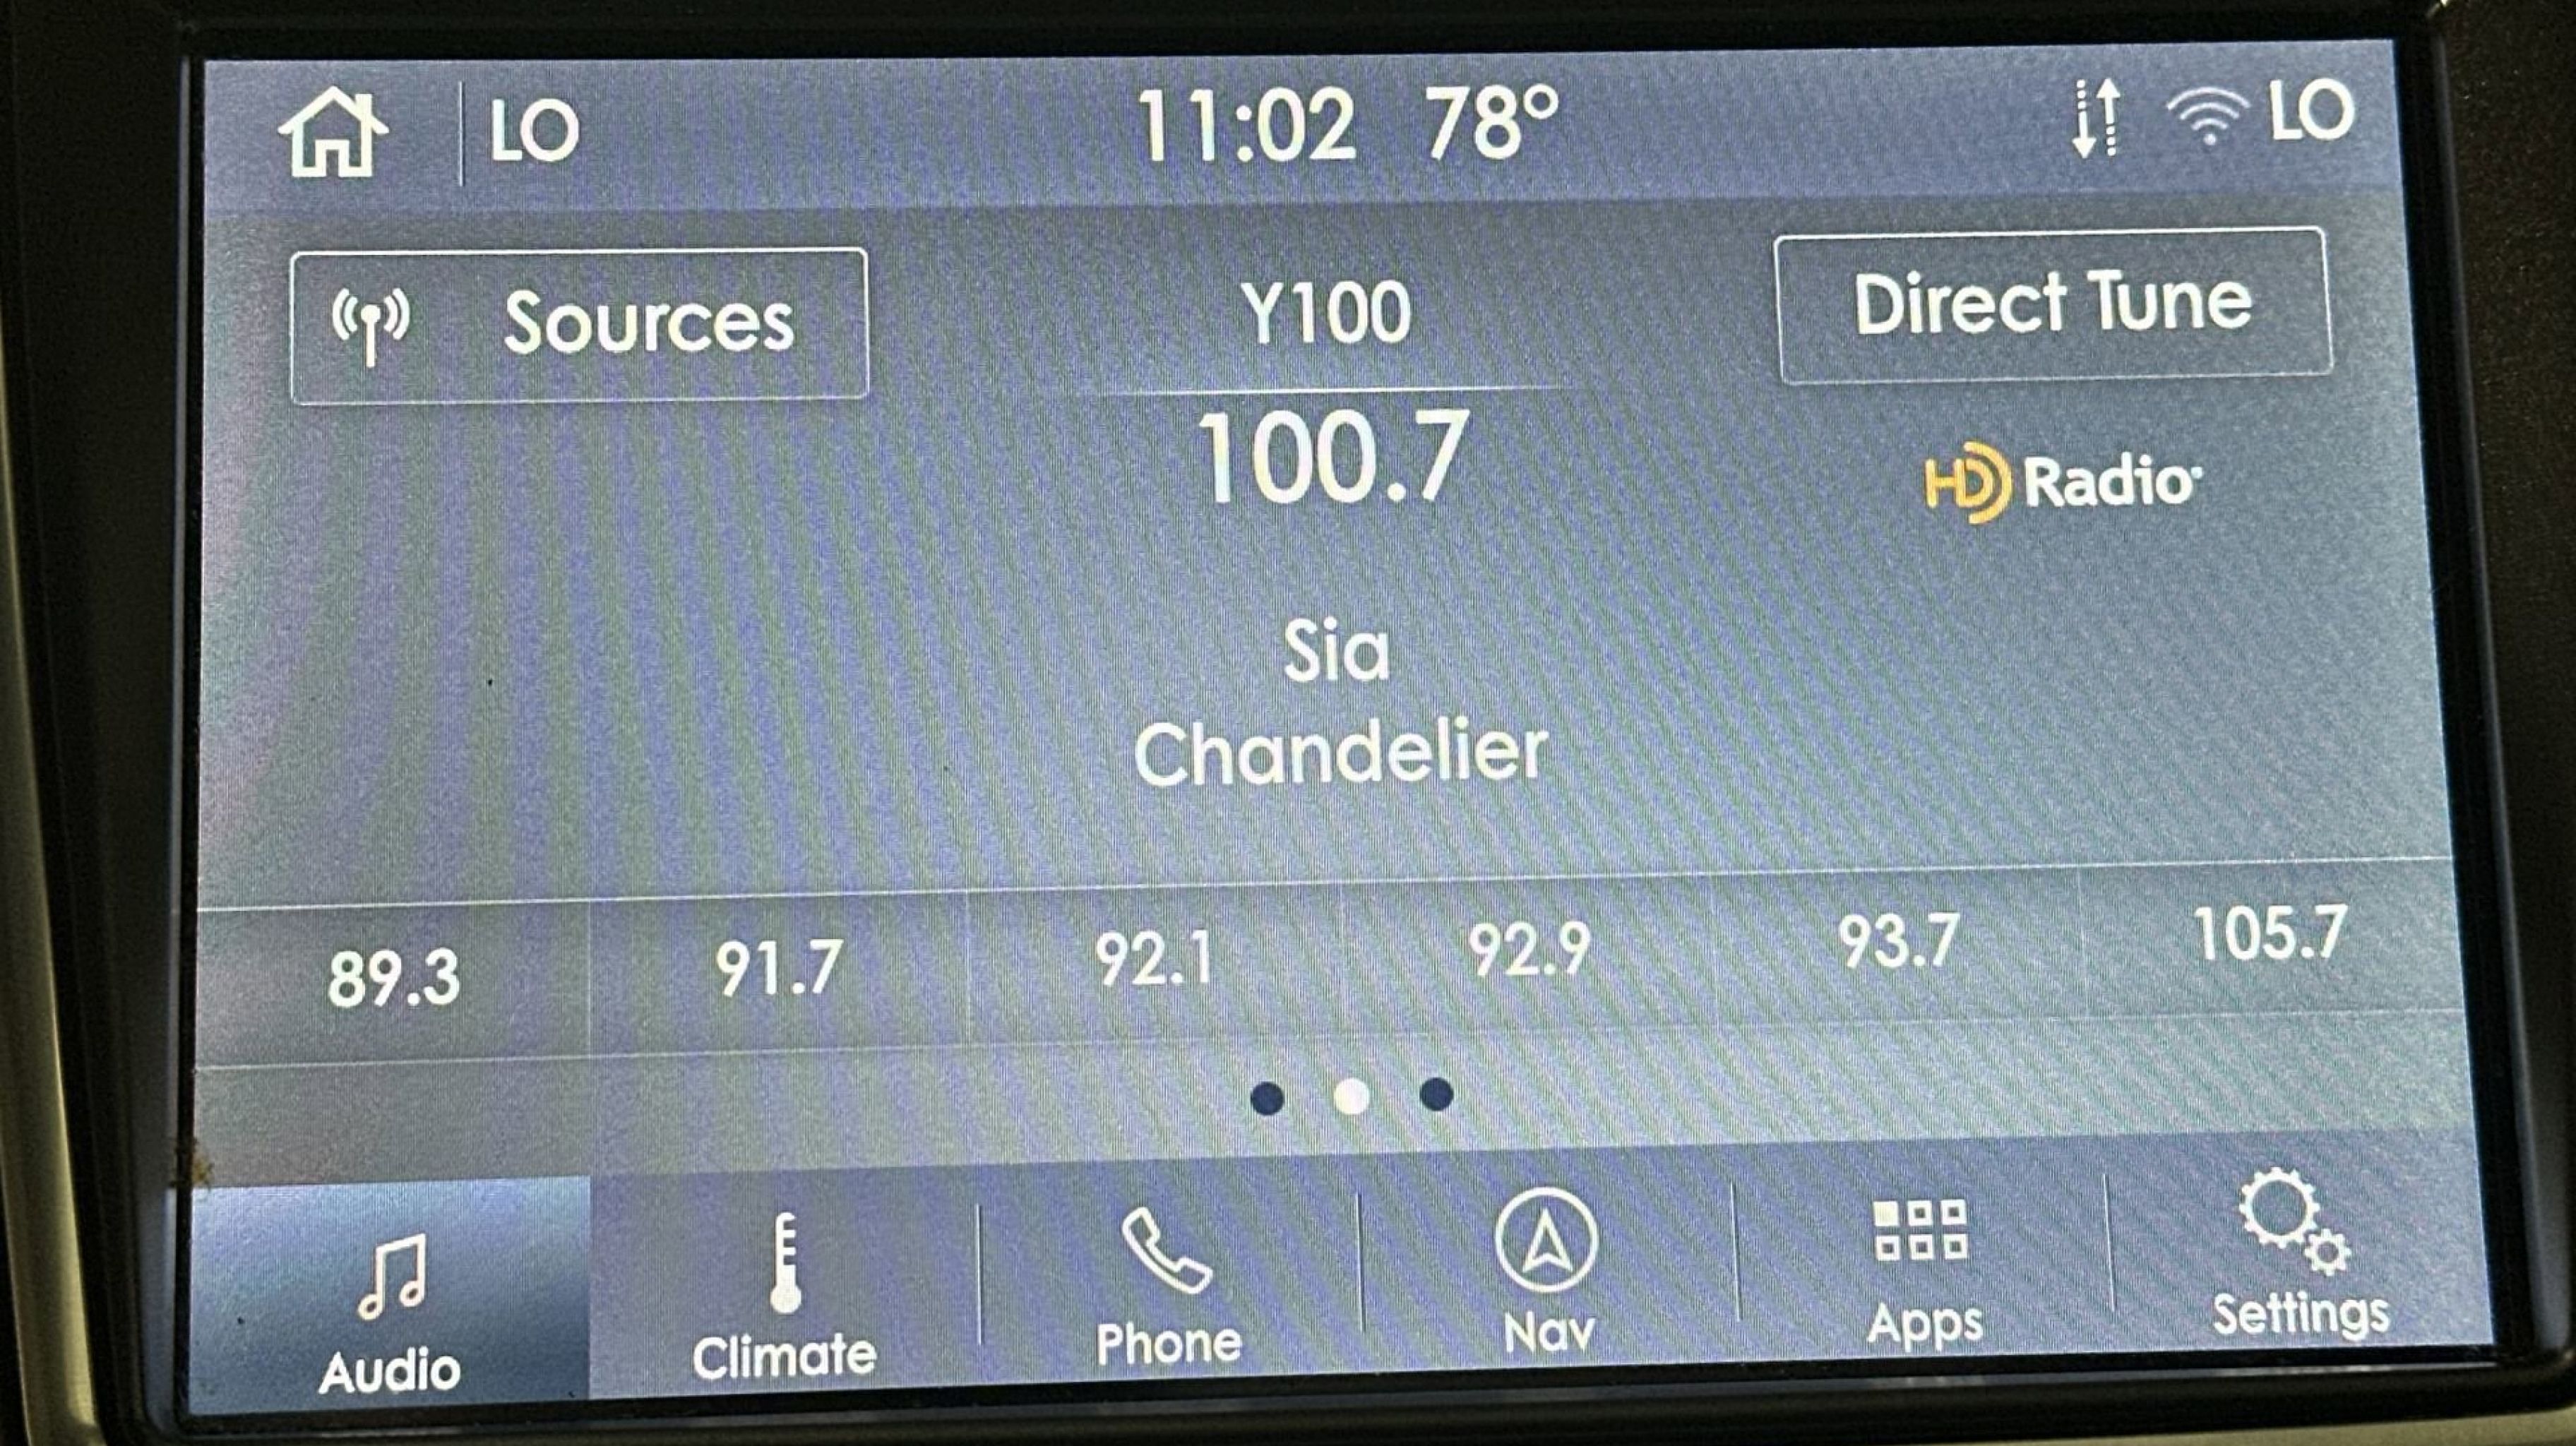 LO 11:02 78° LO
Sources Y100 Direct Tune
100.7 HD Radio
Sia
Chandelier
89.3 91.7 92.1 92.9 93.7 105.7
Audio Climate Phone Nav Apps Settings